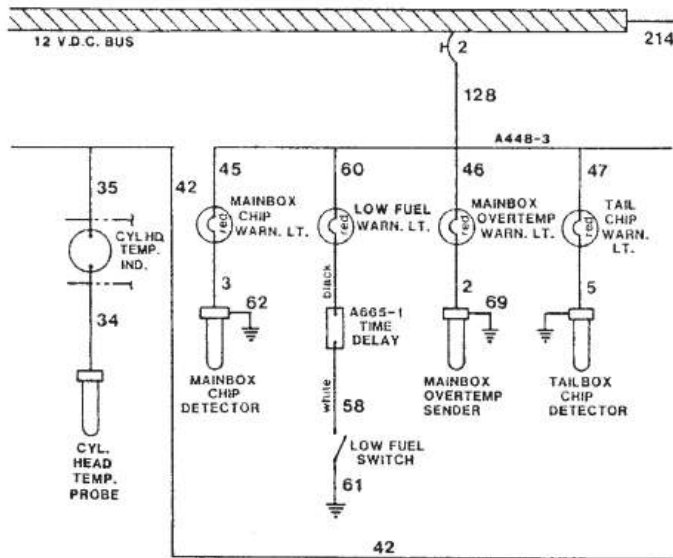 12 V.D.C. BUS
214
2
128
A448-3
35
42
45
60
46
47
CYL HD.
TEMP.
IND.
red
MAINBOX
CHIP
WARN. LT.
red
LOW FUEL
WARN. LT.
red
MAINBOX
OVERTEMP
WARN. LT.
red
TAIL
CHIP
WARN.
LT.
34
3
62
black
A665-1
TIME
DELAY
2
69
5
MAINBOX
CHIP
DETECTOR
white
58
MAINBOX
OVERTEMP
SENDER
TAILBOX
CHIP
DETECTOR
CYL.
HEAD
TEMP.
PROBE
LOW FUEL
SWITCH
61
42